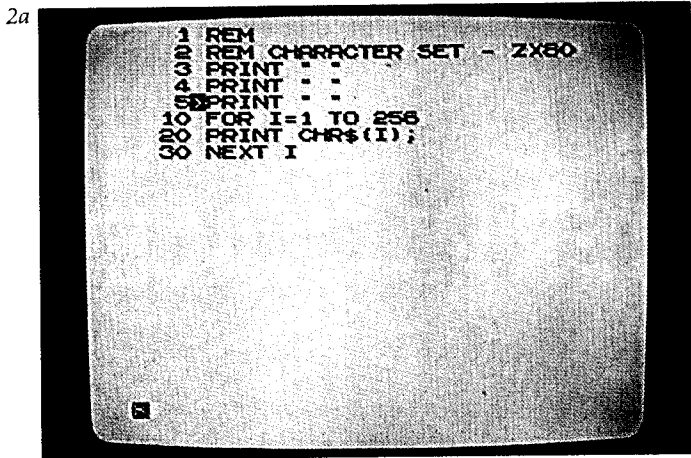 2a
1 REM
2 REM CHARACTER SET - ZX80
3 PRINT " "
4 PRINT " "
5>PRINT " "
10 FOR I=1 TO 256
20 PRINT CHR$(I);
30 NEXT I